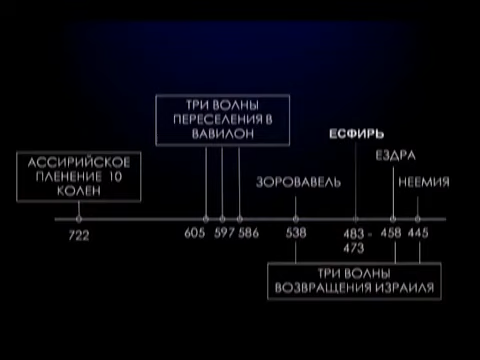 ТРИ ВОЛНЫ
ПЕРЕСЕЛЕНИЯ В
ВАВИЛОН
ЕСФИРЬ
АССИРИЙСКОЕ
ПЛЕНЕНИЕ 10
КОЛЕН
ЕЗДРА
ЗОРОВАВЕЛЬ
НЕЕМИЯ
722
605
597
586
538
483 -
473
458
445
ТРИ ВОЛНЫ
ВОЗВРАЩЕНИЯ ИЗРАИЛЯ